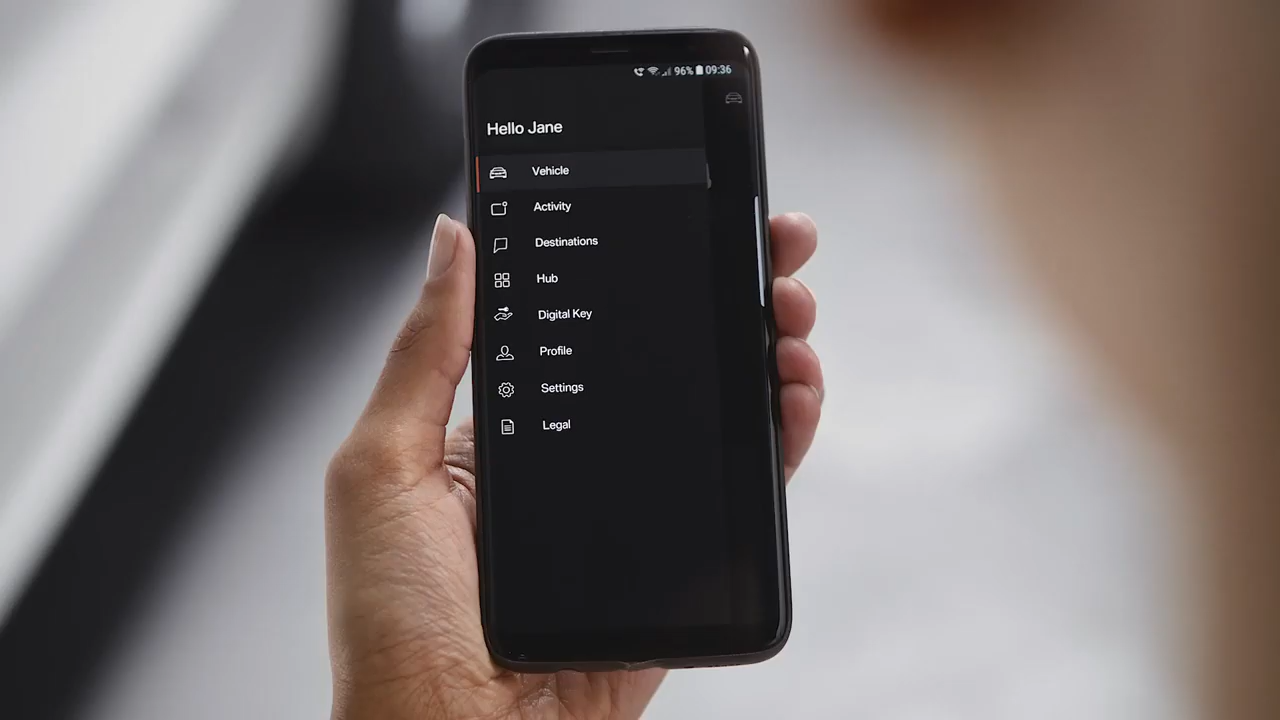 96% 09:36
Hello Jane
Vehicle
Activity
Destinations
Hub
Digital Key
Profile
Settings
Legal